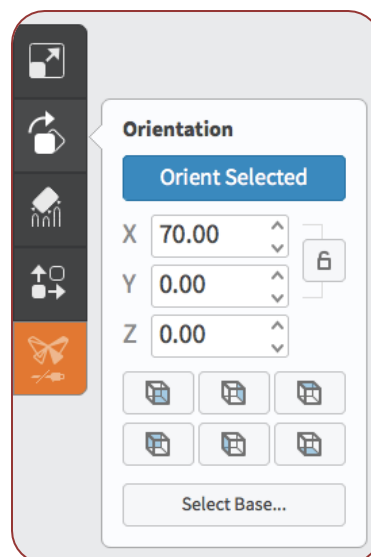 Orientation
Orient Selected
X 70.00
Y 0.00
Z 0.00
Select Base...